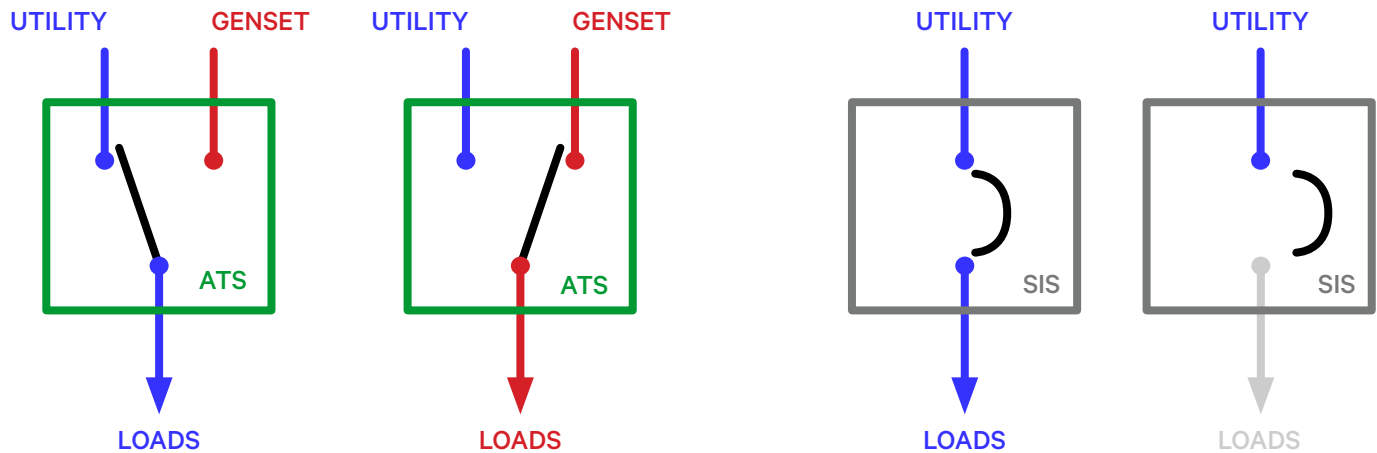 UTILITY GENSET UTILITY GENSET UTILITY UTILITY
ATS ATS SIS SIS
LOADS LOADS LOADS LOADS